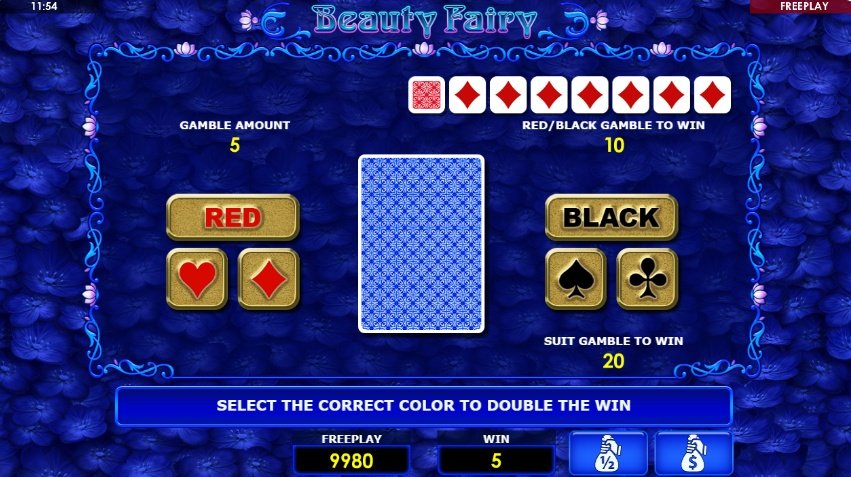 11:54
Beauty Fairy
FREEPLAY
GAMBLE AMOUNT
5
RED/BLACK GAMBLE TO WIN
10
RED
BLACK
SUIT GAMBLE TO WIN
20
SELECT THE CORRECT COLOR TO DOUBLE THE WIN
FREEPLAY
9980
WIN
5
½
$